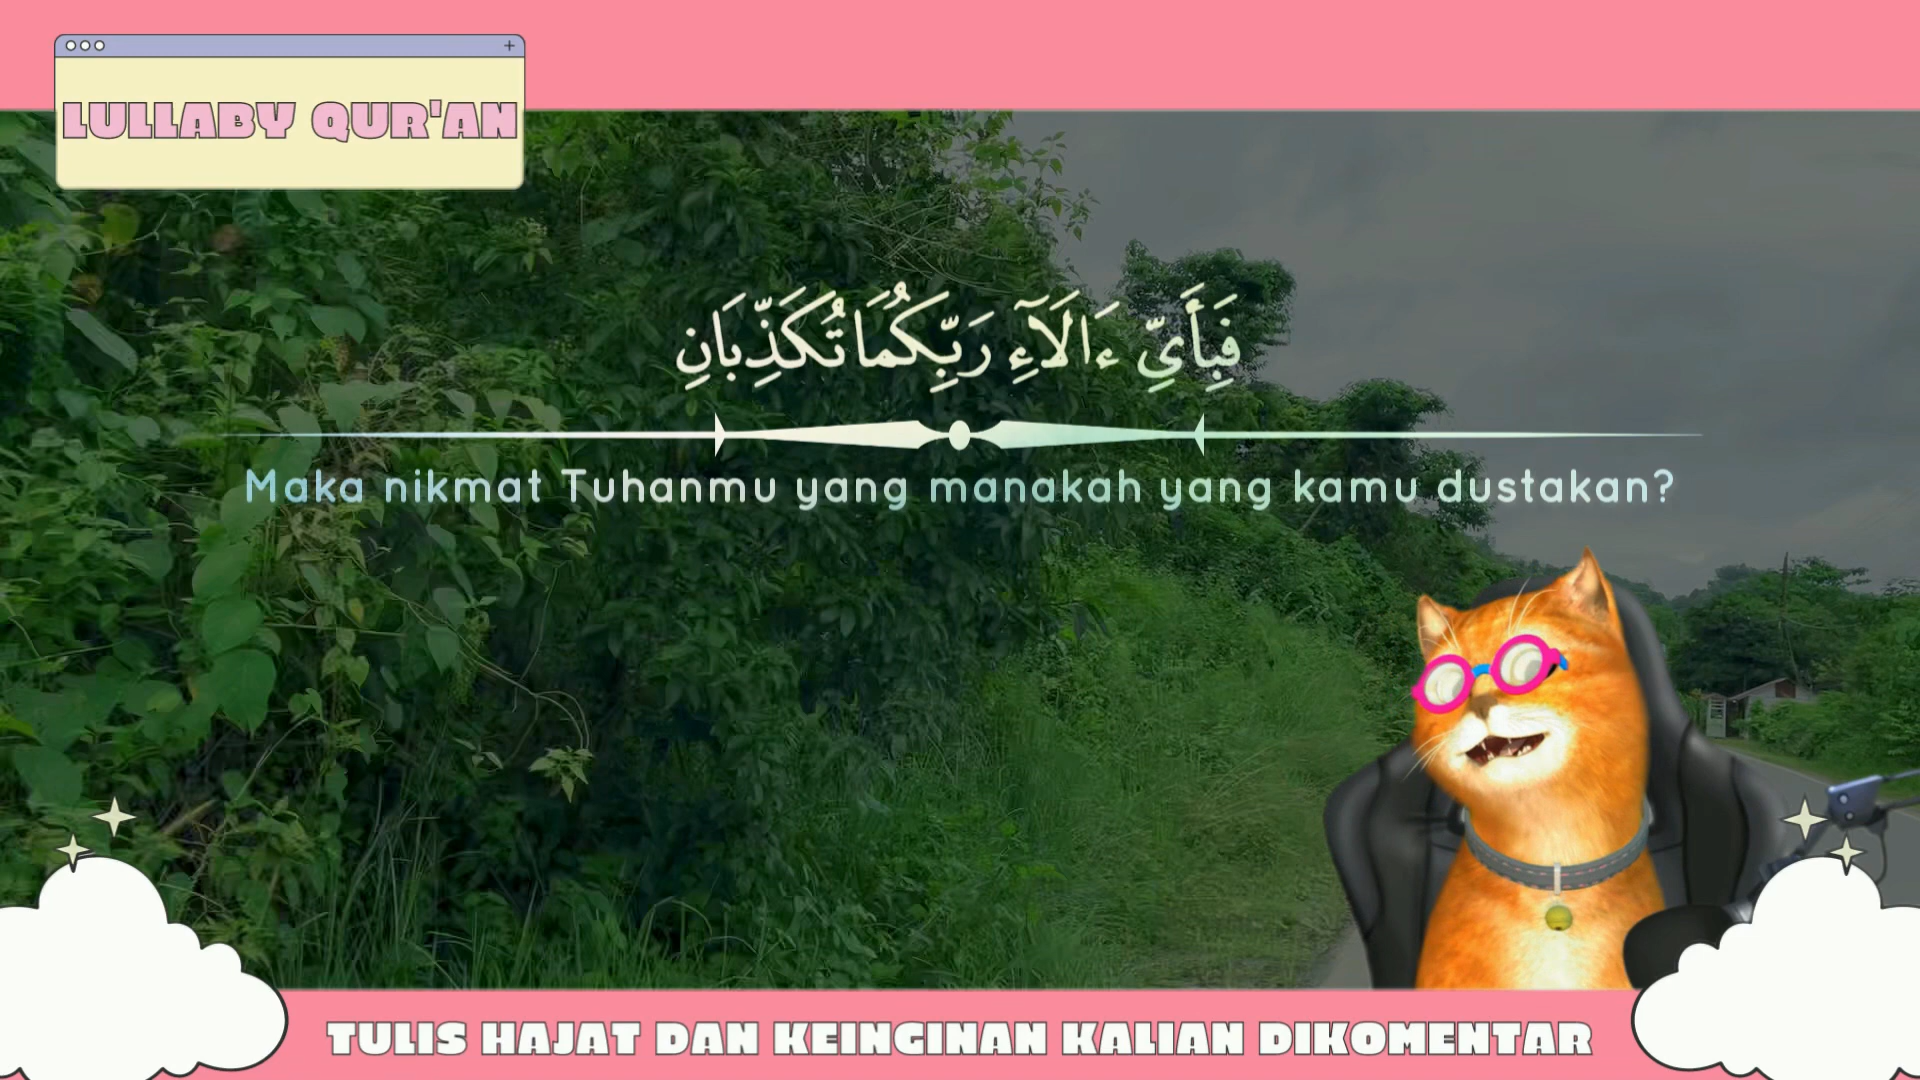 LULLABY QUR'AN
فَبِأَيِّ ءَالَآءِ رَبِّكُمَا تُكَذِّبَانِ
Maka nikmat Tuhanmu yang manakah yang kamu dustakan?
TULIS HAJAT DAN KEINGINAN KALIAN DIKOMENTAR